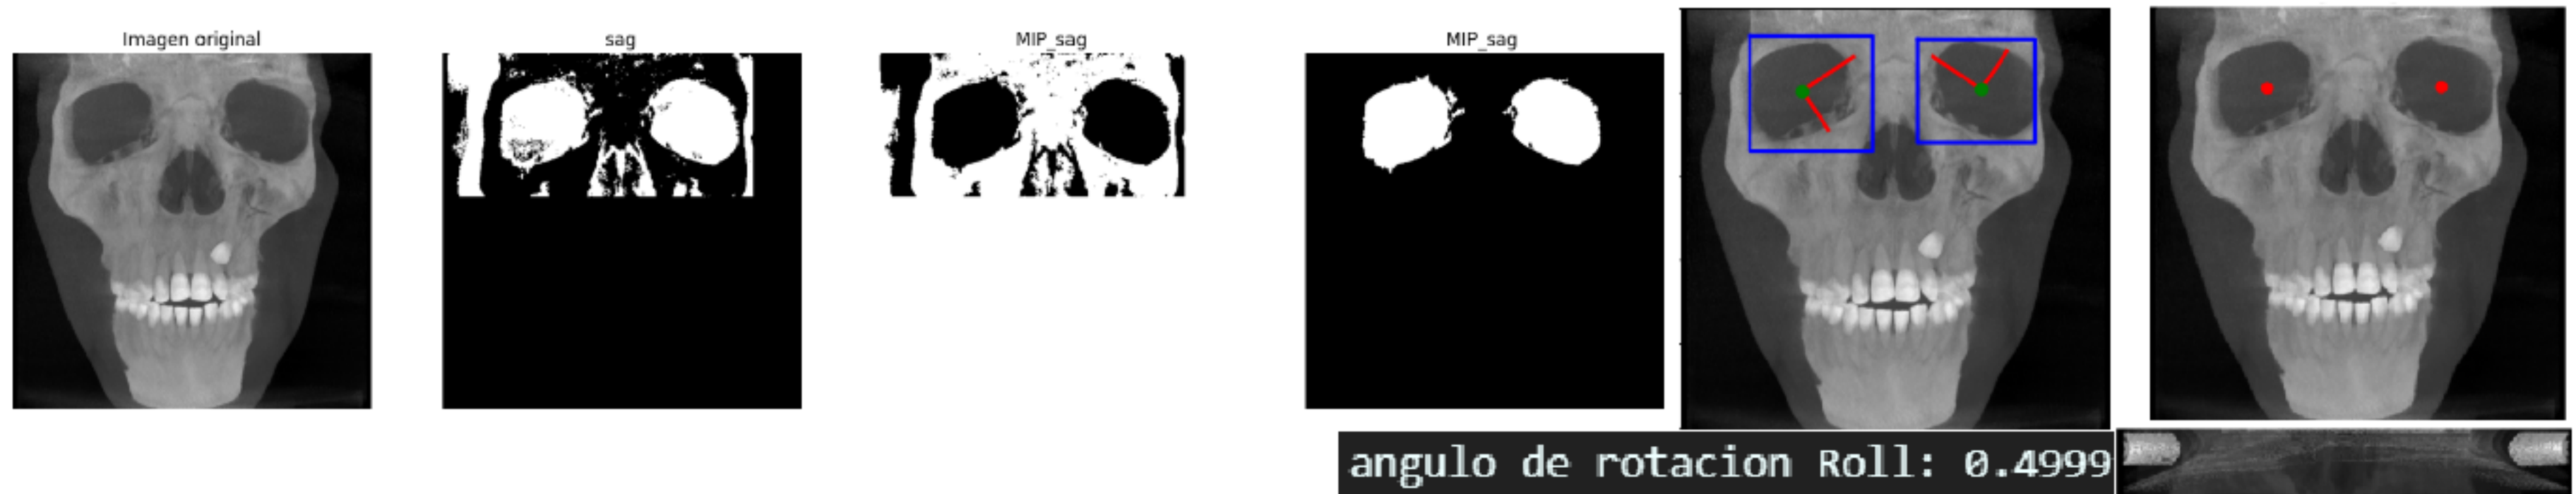 Imagen original
sag
MIP_sag
MIP_sag
angulo de rotacion Roll: 0.4999